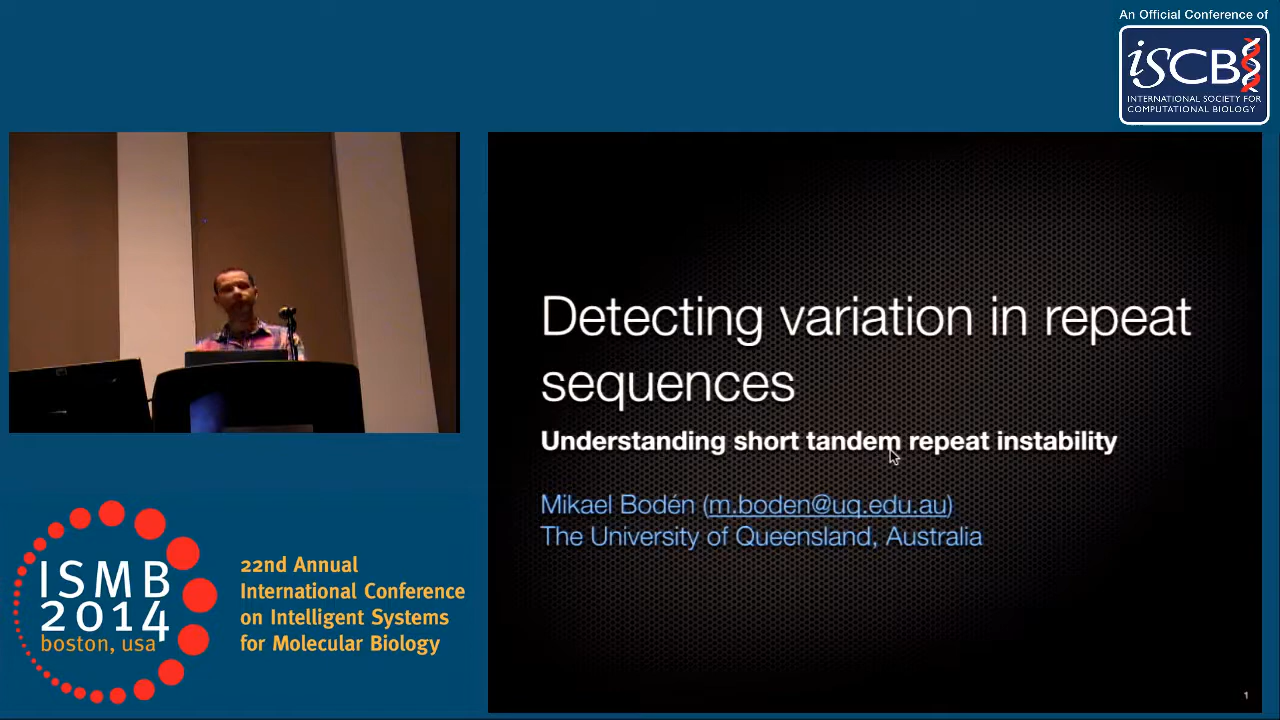 An Official Conference of
iSCB
INTERNATIONAL SOCIETY FOR
COMPUTATIONAL BIOLOGY
Detecting variation in repeat
sequences
Understanding short tandem repeat instability
Mikael Bodén (m.boden@uq.edu.au)
The University of Queensland, Australia
1
ISMB
2014
boston, usa
22nd Annual
International Conference
on Intelligent Systems
for Molecular Biology